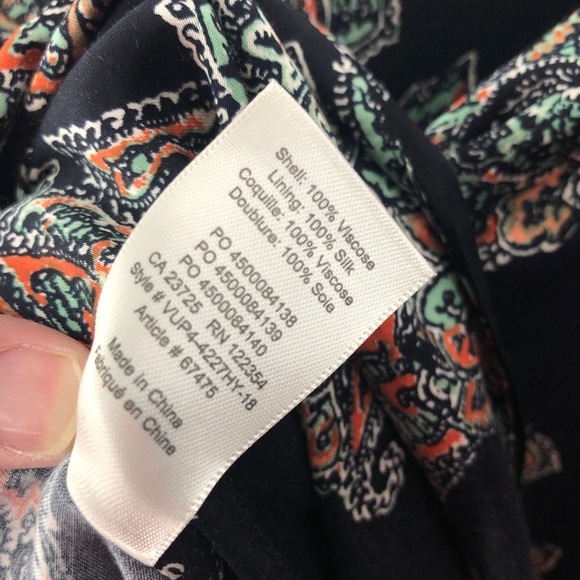 Shell: 100% Viscose
Lining: 100% Silk
Coquille: 100% Viscose
Doublure: 100% Soie
PO 4500084138
PO 4500084139
PO 4500084140
CA 23725 RN 122354
Style # VUP4-4227HY-18
Article # 67475
Made in China
Fabriqué en Chine